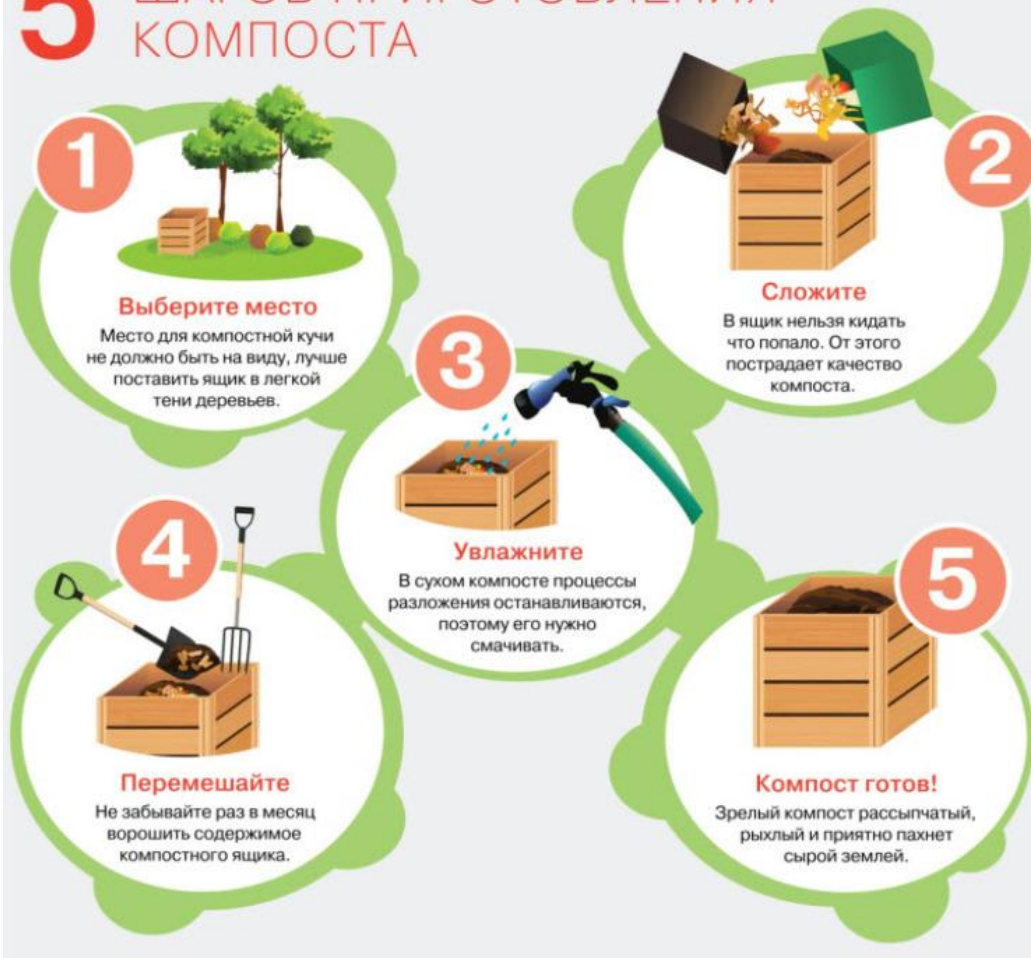 5 ШАГОВ ПРИГОТОВЛЕНИЯ
КОМПОСТА
1
Выберите место
Место для компостной кучи
не должно быть на виду, лучше
поставить ящик в легкой
тени деревьев.
2
Сложите
В ящик нельзя кидать
что попало. От этого
пострадает качество
компоста.
3
Увлажните
В сухом компосте процессы
разложения останавливаются,
поэтому его нужно
смачивать.
4
Перемешайте
Не забывайте раз в месяц
ворошить содержимое
компостного ящика.
5
Компост готов!
Зрелый компост рассыпчатый,
рыхлый и приятно пахнет
сырой землей.